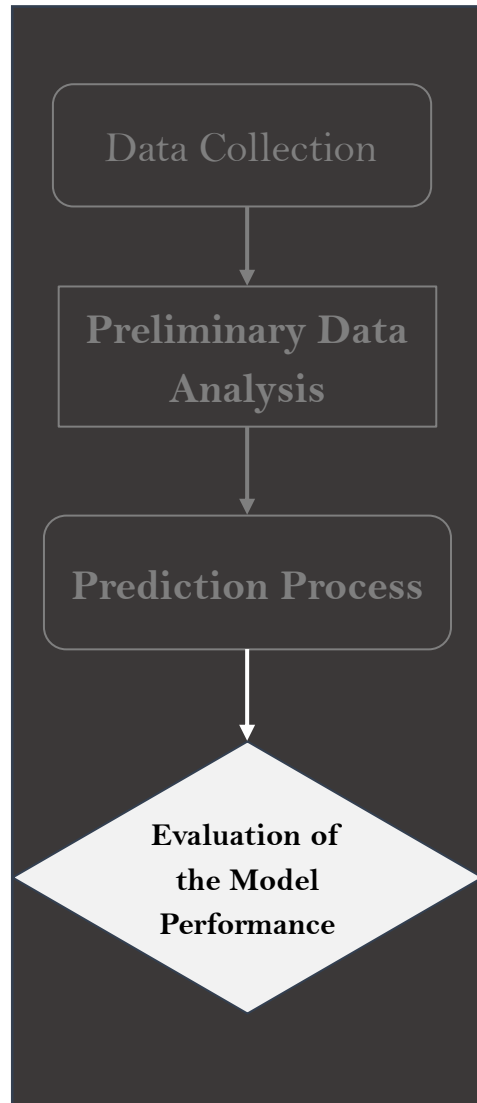 Data Collection
Preliminary Data
Analysis
Prediction Process
Evaluation of
the Model
Performance